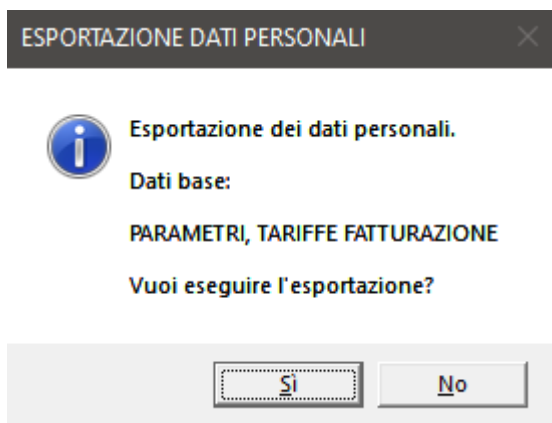 ESPORTAZIONE DATI PERSONALI
Esportazione dei dati personali.
Dati base:
PARAMETRI, TARIFFE FATTURAZIONE
Vuoi eseguire l'esportazione?
Sì
No